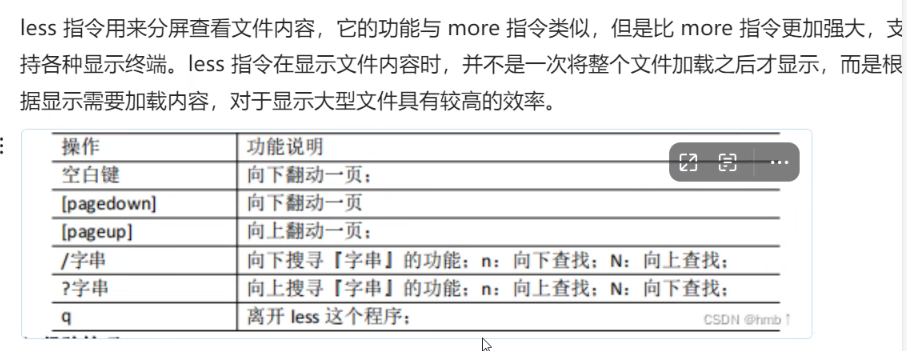 less 指令用来分屏查看文件内容，它的功能与 more 指令类似，但是比 more 指令更加强大，支
持各种显示终端。less 指令在显示文件内容时，并不是一次将整个文件加载之后才显示，而是根
据显示需要加载内容，对于显示大型文件具有较高的效率。
操作 功能说明
空白键 向下翻动一页；
[pagedown] 向下翻动一页
[pageup] 向上翻动一页；
/字串 向下搜寻『字串』的功能；n：向下查找；N：向上查找；
?字串 向上搜寻『字串』的功能；n：向上查找；N：向下查找；
q 离开 less 这个程序；
CSDN @hmb↑